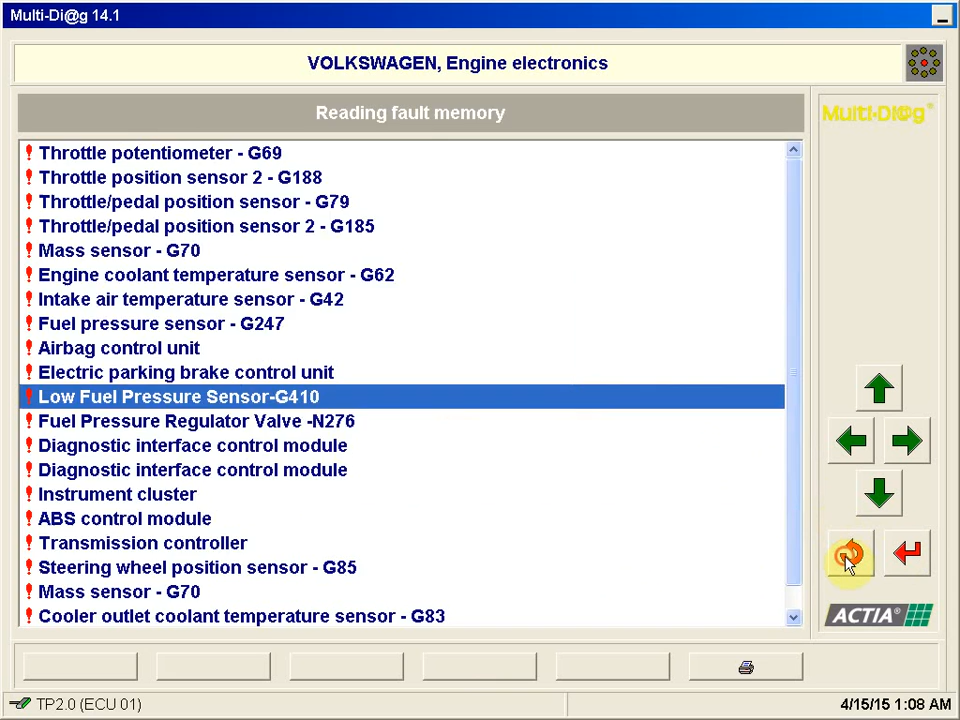 Multi-Di@g 14.1
VOLKSWAGEN, Engine electronics
Reading fault memory
Multi-Di@g®
Throttle potentiometer - G69
Throttle position sensor 2 - G188
Throttle/pedal position sensor - G79
Throttle/pedal position sensor 2 - G185
Mass sensor - G70
Engine coolant temperature sensor - G62
Intake air temperature sensor - G42
Fuel pressure sensor - G247
Airbag control unit
Electric parking brake control unit
Low Fuel Pressure Sensor-G410
Fuel Pressure Regulator Valve -N276
Diagnostic interface control module
Diagnostic interface control module
Instrument cluster
ABS control module
Transmission controller
Steering wheel position sensor - G85
Mass sensor - G70
Cooler outlet coolant temperature sensor - G83
ACTIA®
TP2.0 (ECU 01)
4/15/15 1:08 AM